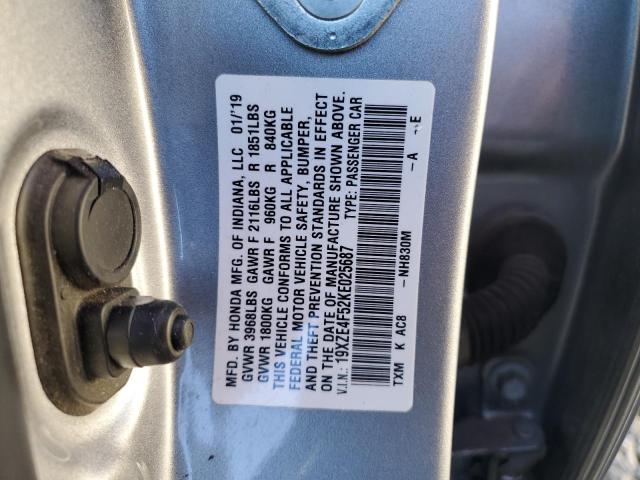 MFD. BY HONDA MFG. OF INDIANA, LLC 01/'19
GVWR 3968LBS GAWR F 2116LBS R 1851LBS
GVWR 1800KG GAWR F 960KG R 840KG
THIS VEHICLE CONFORMS TO ALL APPLICABLE
FEDERAL MOTOR VEHICLE SAFETY, BUMPER,
AND THEFT PREVENTION STANDARDS IN EFFECT
ON THE DATE OF MANUFACTURE SHOWN ABOVE.
V.I.N.: 19XZE4F52KE025687 TYPE: PASSENGER CAR
TXM K AC8 -NH830M -A -E